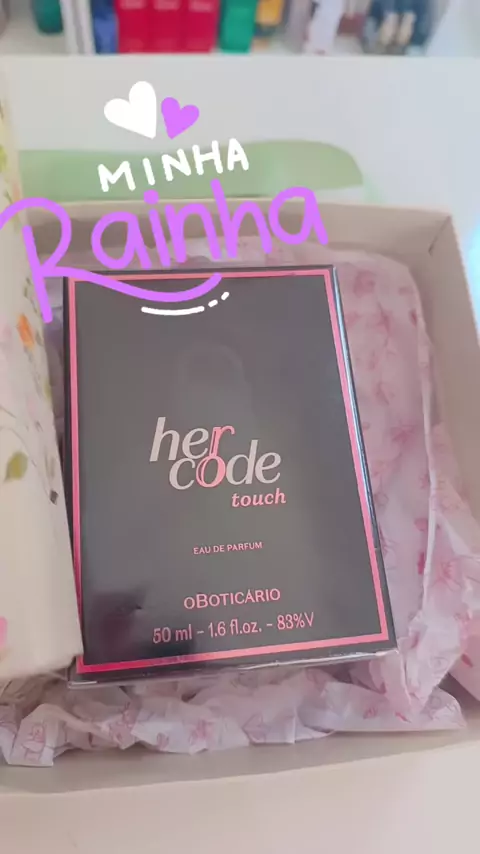 MINHA
Rainha
her
code
touch
EAU DE PARFUM
oBOTICÁRIO
50 ml - 1.6 fl.oz. - 83%V